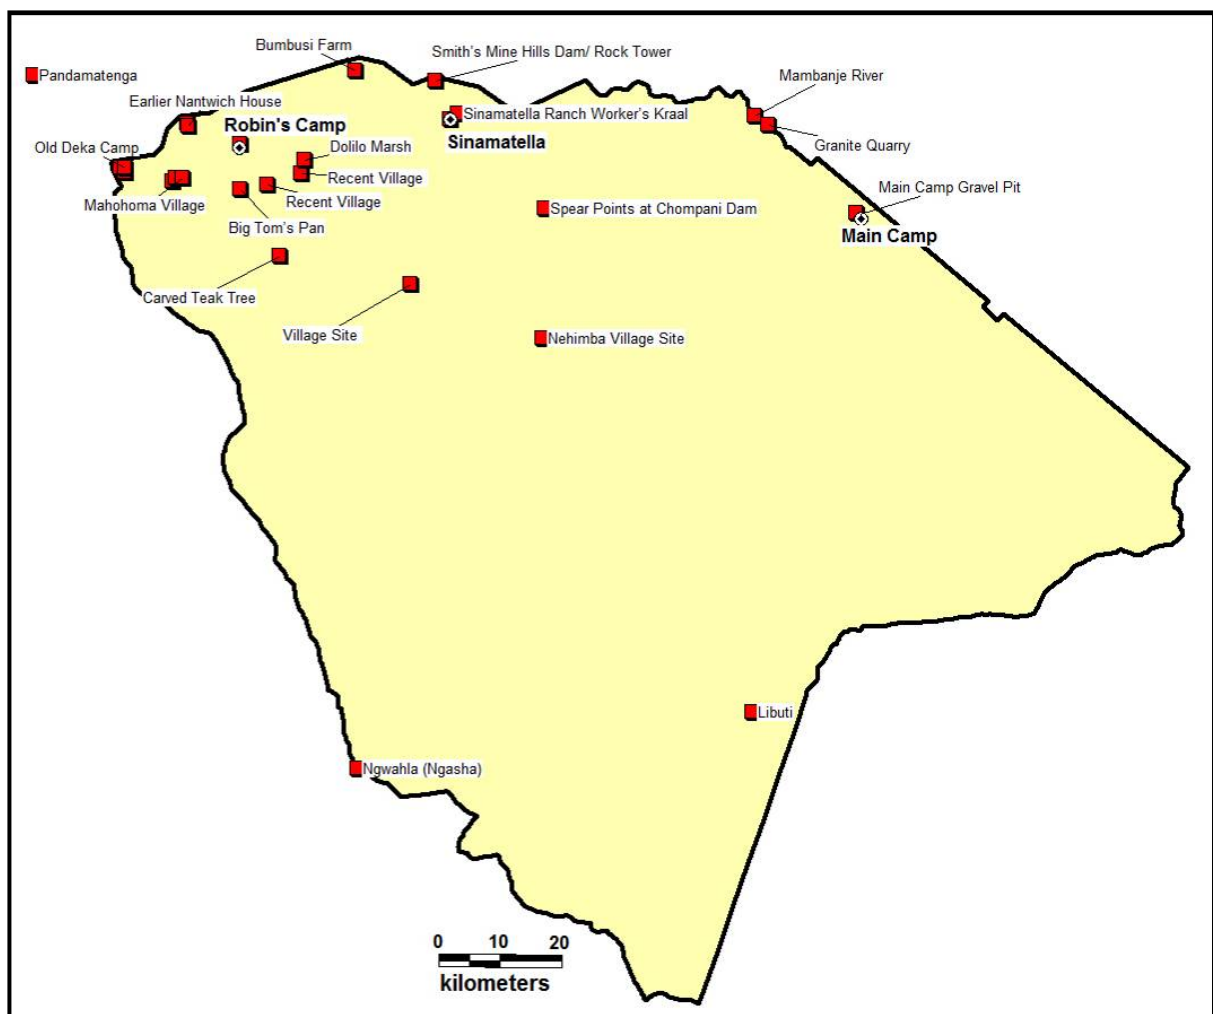 Bumbusi Farm
Smith's Mine Hills Dam/ Rock Tower
Pandamatenga
Mambanje River
Earlier Nantwich House
Sinamatella Ranch Worker's Kraal
Robin's Camp
Sinamatella
Granite Quarry
Old Deka Camp
Dolilo Marsh
Recent Village
Main Camp Gravel Pit
Mahohoma Village
Recent Village
Spear Points at Chompani Dam
Big Tom's Pan
Main Camp
Carved Teak Tree
Village Site
Nehimba Village Site
Libuti
Ngwahla (Ngasha)
0 10 20
kilometers